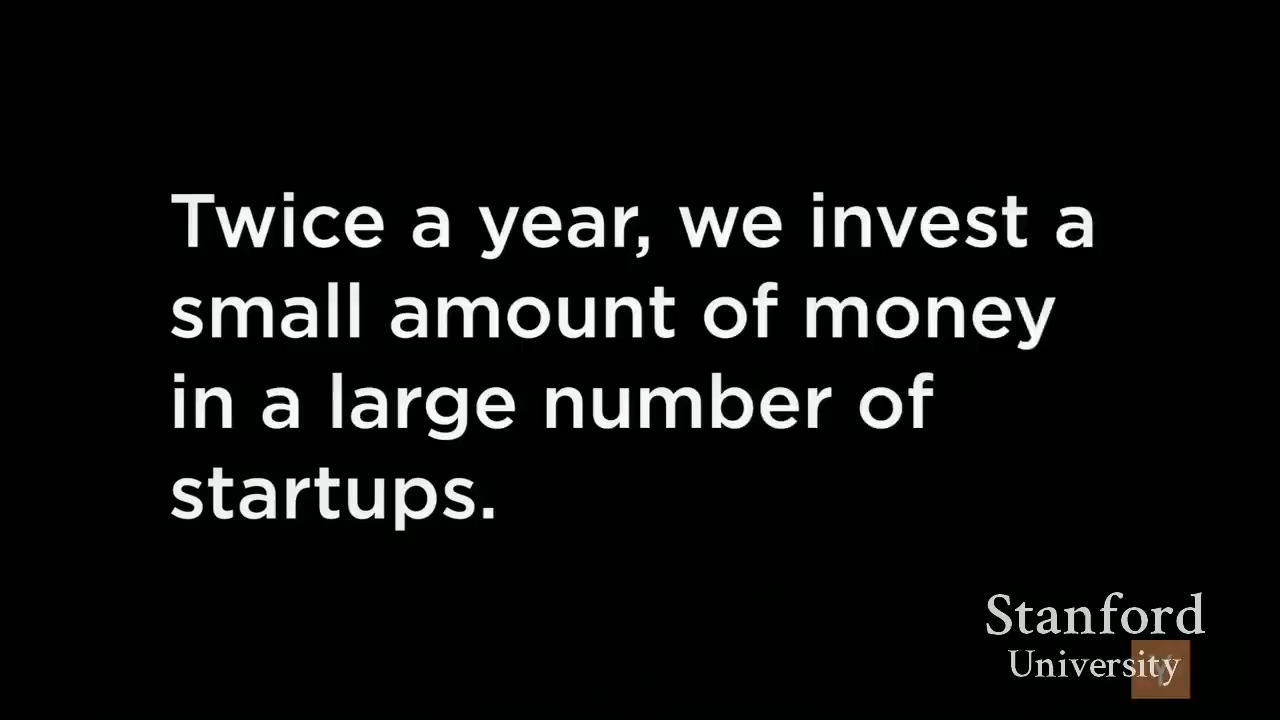 Twice a year, we invest a
small amount of money
in a large number of
startups.
Stanford
University
Y